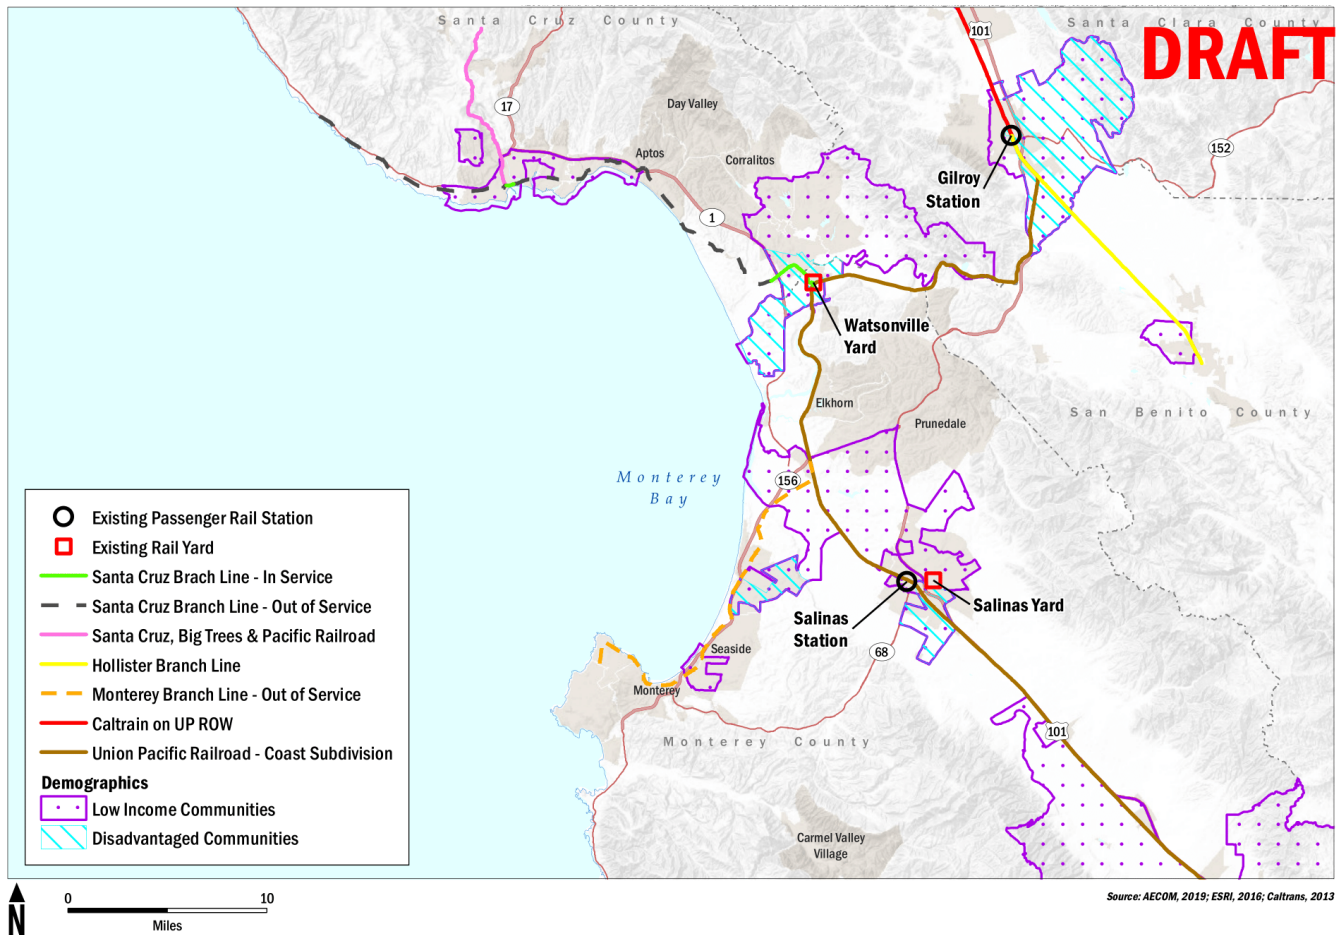 Santa Cruz County
Santa Clara County
DRAFT
101
17
Day Valley
152
Aptos
Corralitos
Gilroy
Station
1
Watsonville
Yard
Elkhorn
San Benito County
Prunedale
Monterey
Bay
156
Existing Passenger Rail Station
Existing Rail Yard
Santa Cruz Brach Line - In Service
Santa Cruz Branch Line - Out of Service
Santa Cruz, Big Trees & Pacific Railroad
Hollister Branch Line
Monterey Branch Line - Out of Service
Caltrain on UP ROW
Union Pacific Railroad - Coast Subdivision
Demographics
Low Income Communities
Disadvantaged Communities
Salinas
Station
Salinas Yard
68
Seaside
Monterey
Monterey County
101
Carmel Valley
Village
N
0 10
Miles
Source: AECOM, 2019; ESRI, 2016; Caltrans, 2013